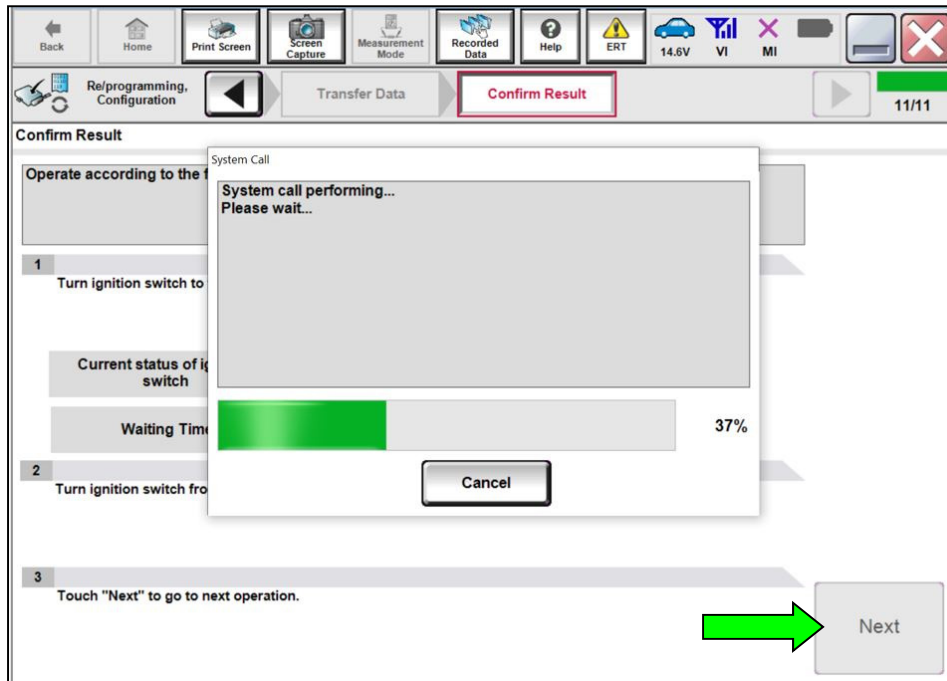 Back
Home
Print Screen
Screen
Capture
Measurement
Mode
Recorded
Data
Help
ERT
14.6V
VI
MI
Re/programming,
Configuration
Transfer Data
Confirm Result
11/11
Confirm Result
System Call
Operate according to the
System call performing...
Please wait...
1
Turn ignition switch to
Current status of
switch
Waiting Time
37%
2
Turn ignition switch
Cancel
3
Touch "Next" to go to next operation.
Next